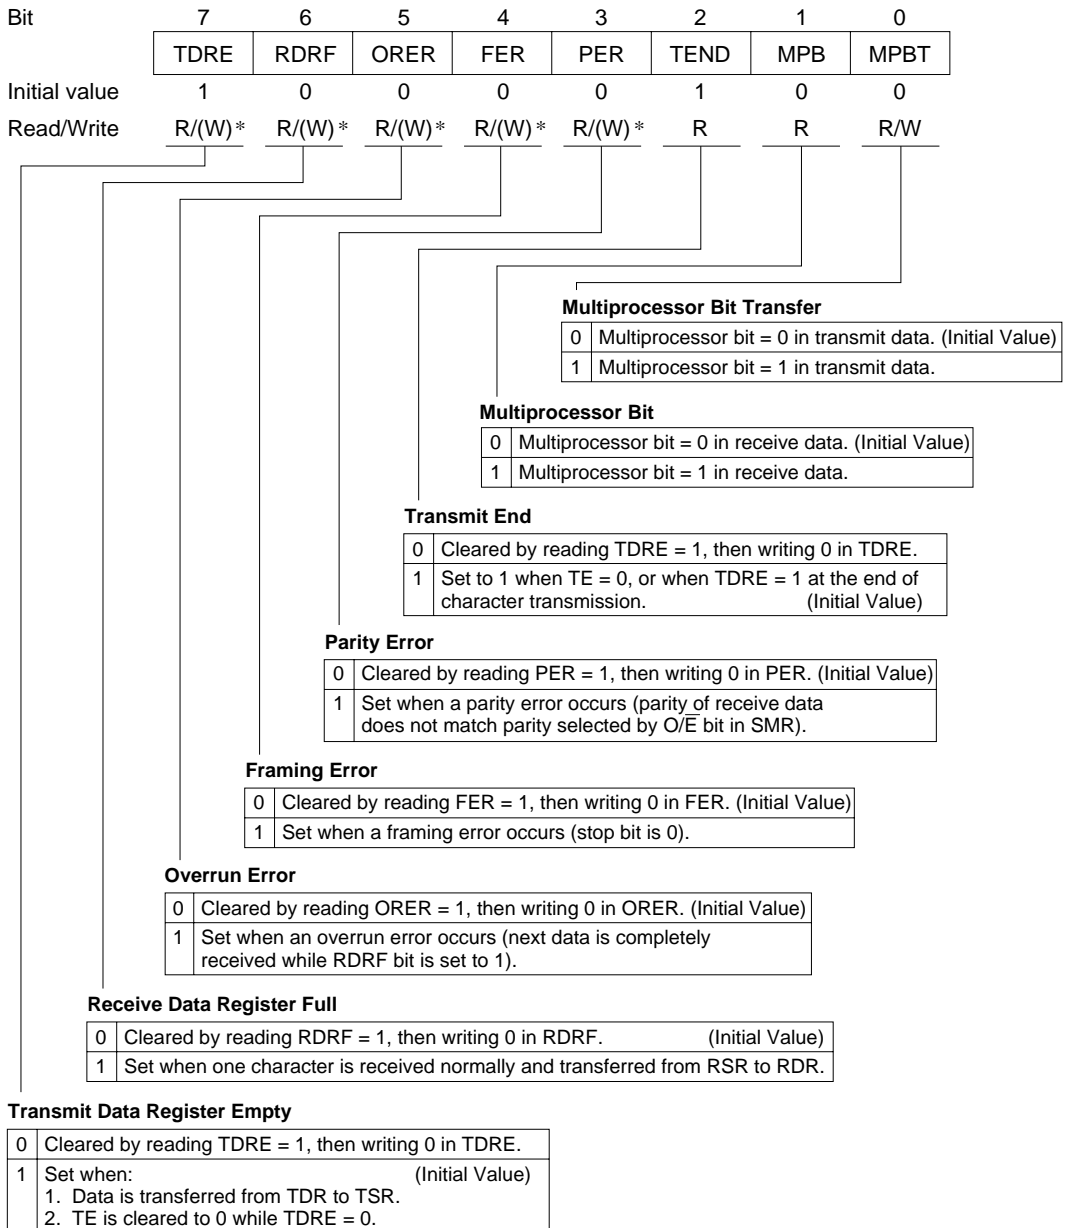 Bit 7 6 5 4 3 2 1 0
TDRE RDRF ORER FER PER TEND MPB MPBT
Initial value 1 0 0 0 0 1 0 0
Read/Write R/(W)* R/(W)* R/(W)* R/(W)* R/(W)* R R R/W
Multiprocessor Bit Transfer
0 Multiprocessor bit = 0 in transmit data. (Initial Value)
1 Multiprocessor bit = 1 in transmit data.
Multiprocessor Bit
0 Multiprocessor bit = 0 in receive data. (Initial Value)
1 Multiprocessor bit = 1 in receive data.
Transmit End
0 Cleared by reading TDRE = 1, then writing 0 in TDRE.
1 Set to 1 when TE = 0, or when TDRE = 1 at the end of
character transmission. (Initial Value)
Parity Error
0 Cleared by reading PER = 1, then writing 0 in PER. (Initial Value)
1 Set when a parity error occurs (parity of receive data
does not match parity selected by O/E̅ bit in SMR).
Framing Error
0 Cleared by reading FER = 1, then writing 0 in FER. (Initial Value)
1 Set when a framing error occurs (stop bit is 0).
Overrun Error
0 Cleared by reading ORER = 1, then writing 0 in ORER. (Initial Value)
1 Set when an overrun error occurs (next data is completely
received while RDRF bit is set to 1).
Receive Data Register Full
0 Cleared by reading RDRF = 1, then writing 0 in RDRF. (Initial Value)
1 Set when one character is received normally and transferred from RSR to RDR.
Transmit Data Register Empty
0 Cleared by reading TDRE = 1, then writing 0 in TDRE.
1 Set when: (Initial Value)
1. Data is transferred from TDR to TSR.
2. TE is cleared to 0 while TDRE = 0.